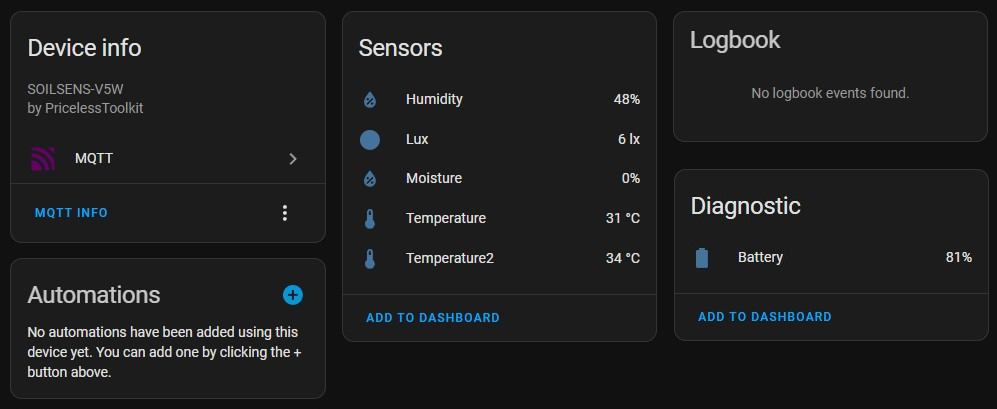 Device info
SOILSENS-V5W
by PricelessToolkit
MQTT
MQTT INFO
Automations
No automations have been added using this
device yet. You can add one by clicking the +
button above.
Sensors
Humidity 48%
Lux 6 lx
Moisture 0%
Temperature 31 °C
Temperature2 34 °C
ADD TO DASHBOARD
Logbook
No logbook events found.
Diagnostic
Battery 81%
ADD TO DASHBOARD